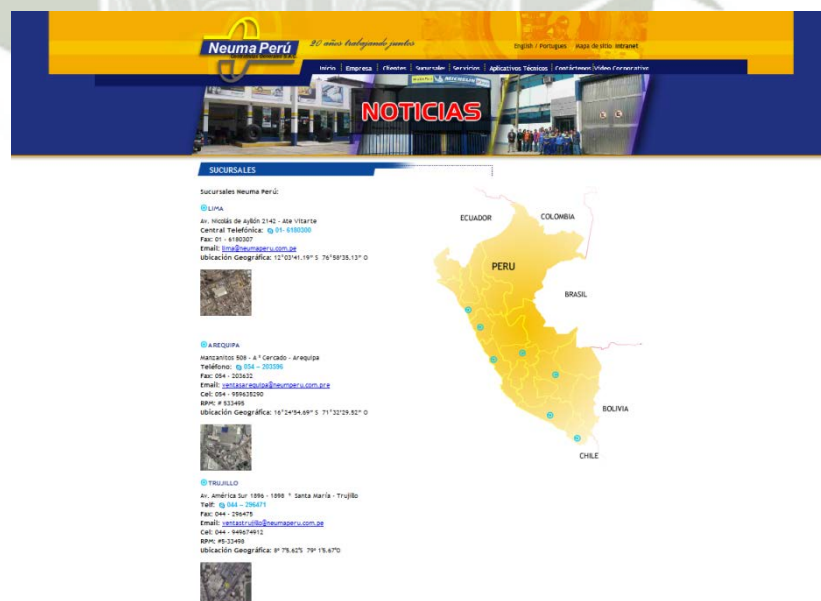 Neuma Perú
20 años trabajando juntos
English / Portugues Mapa de sitio Intranet
Inicio | Empresa | Clientes | Sucursales | Servicios | Aplicativos Técnicos | Contáctenos Video Corporativo
NOTICIAS
SUCURSALES
Sucursales Neuma Perú:
LIMA
Av. Nicolás de Ayllón 2142 - Ate Vitarte
Central Telefónica: 01- 6180300
Fax: 01 - 6180307
Email: lima@neumaperu.com.pe
Ubicación Geográfica: 12°03'41.19" S 76°58'35.13" O
AREQUIPA
Manzanitos 508 - A ª Cercado - Arequipa
Teléfono: 054 – 203396
Fax: 054 - 203632
Email: ventasarequipa@neumperu.com.pre
Cel: 054 - 959635290
RPM: # 533495
Ubicación Geográfica: 16°24'54.69" S 71°32'29.52" O
TRUJILLO
Av. América Sur 1896 - 1898 ª Santa María - Trujillo
Telf: 044 – 296471
Fax: 044 - 296475
Email: ventastrujillo@neumaperu.com.pe
Cel: 044 - 949674912
RPM: #5-33498
Ubicación Geográfica: 8° 7'5.62"S 79° 1'5.67"O
ECUADOR
COLOMBIA
PERU
BRASIL
BOLIVIA
CHILE